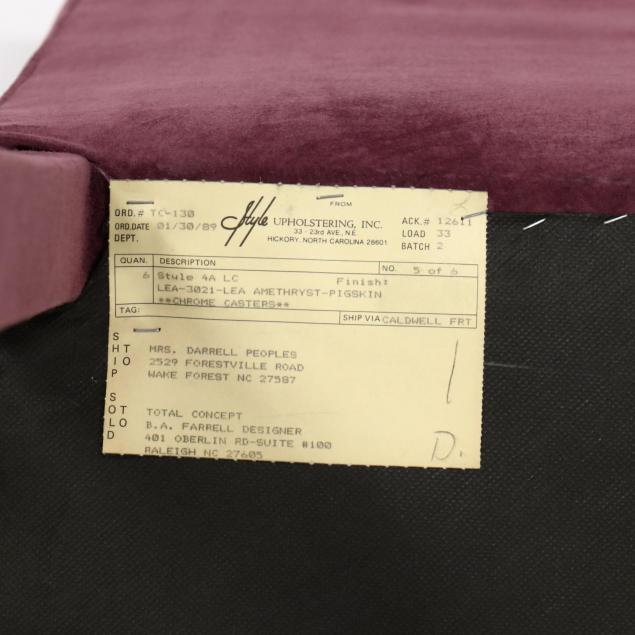 FROM
ORD.# TC-130
ORD.DATE 01/30/89
DEPT.
Style UPHOLSTERING, INC.
33 - 23rd AVE., N.E.
HICKORY, NORTH CAROLINA 28601
ACK.# 12611
LOAD 33
BATCH 2
QUAN. DESCRIPTION NO. 5 of 6
6 Style 4A LC Finish:
LEA-3021-LEA AMETHRYST-PIGSKIN
**CHROME CASTERS**
TAG: SHIP VIA CALDWELL FRT
SHIP TO
MRS. DARRELL PEOPLES
2529 FORESTVILLE ROAD
WAKE FOREST NC 27587
SOLD TO
TOTAL CONCEPT
B.A. FARRELL DESIGNER
401 OBERLIN RD-SUITE #100
RALEIGH NC 27605
D.